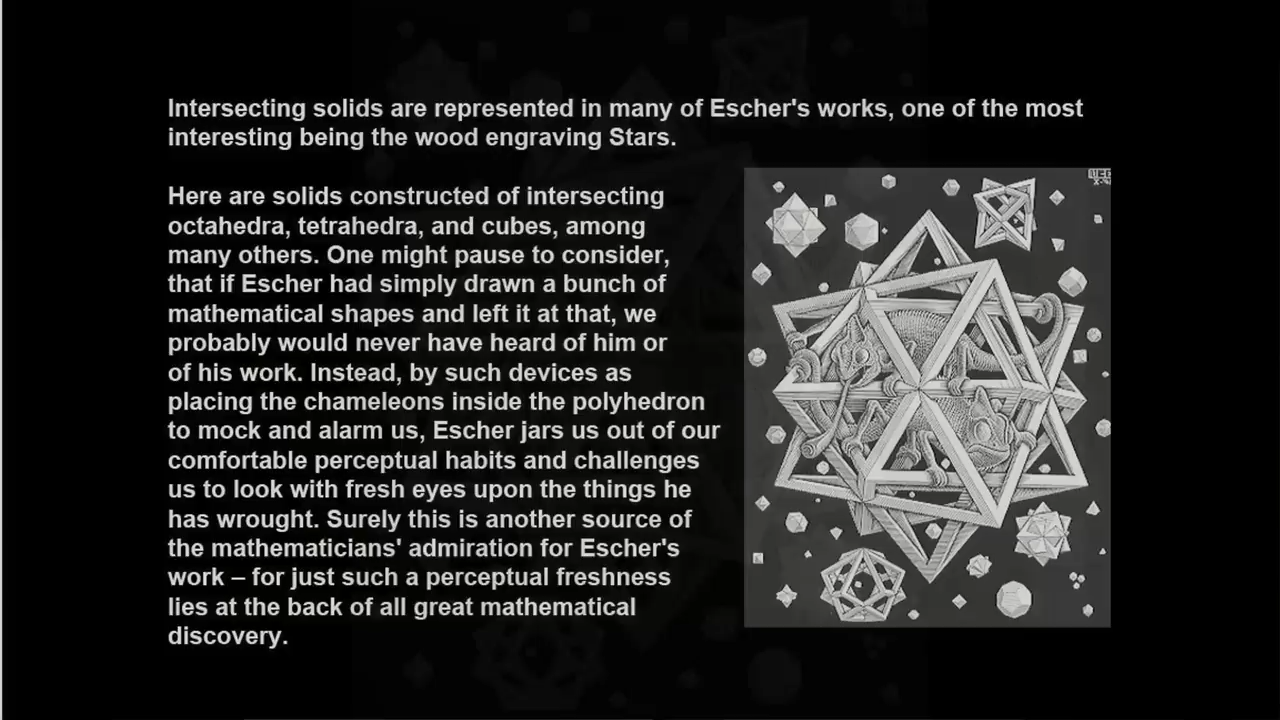 Intersecting solids are represented in many of Escher's works, one of the most
interesting being the wood engraving Stars.
Here are solids constructed of intersecting
octahedra, tetrahedra, and cubes, among
many others. One might pause to consider,
that if Escher had simply drawn a bunch of
mathematical shapes and left it at that, we
probably would never have heard of him or
of his work. Instead, by such devices as
placing the chameleons inside the polyhedron
to mock and alarm us, Escher jars us out of our
comfortable perceptual habits and challenges
us to look with fresh eyes upon the things he
has wrought. Surely this is another source of
the mathematicians' admiration for Escher's
work – for just such a perceptual freshness
lies at the back of all great mathematical
discovery.